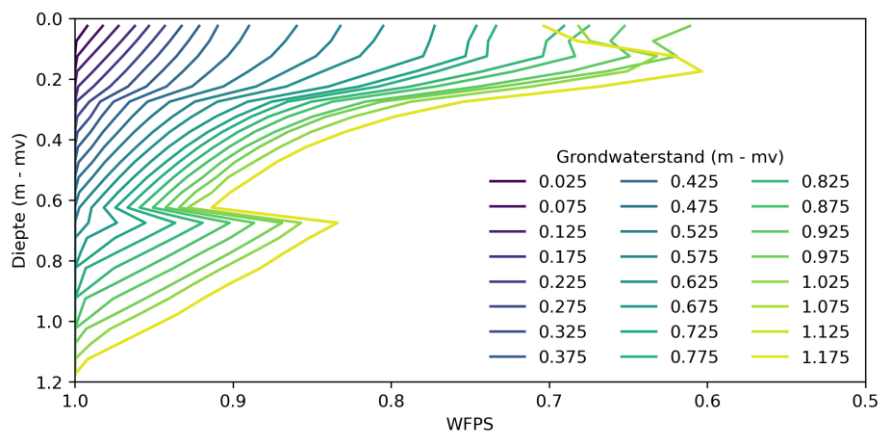 0.0
0.2
0.4
0.6
0.8
1.0
1.2
Diepte (m - mv)
1.0 0.9 0.8 0.7 0.6 0.5
WFPS
Grondwaterstand (m - mv)
0.025 0.425 0.825
0.075 0.475 0.875
0.125 0.525 0.925
0.175 0.575 0.975
0.225 0.625 1.025
0.275 0.675 1.075
0.325 0.725 1.125
0.375 0.775 1.175